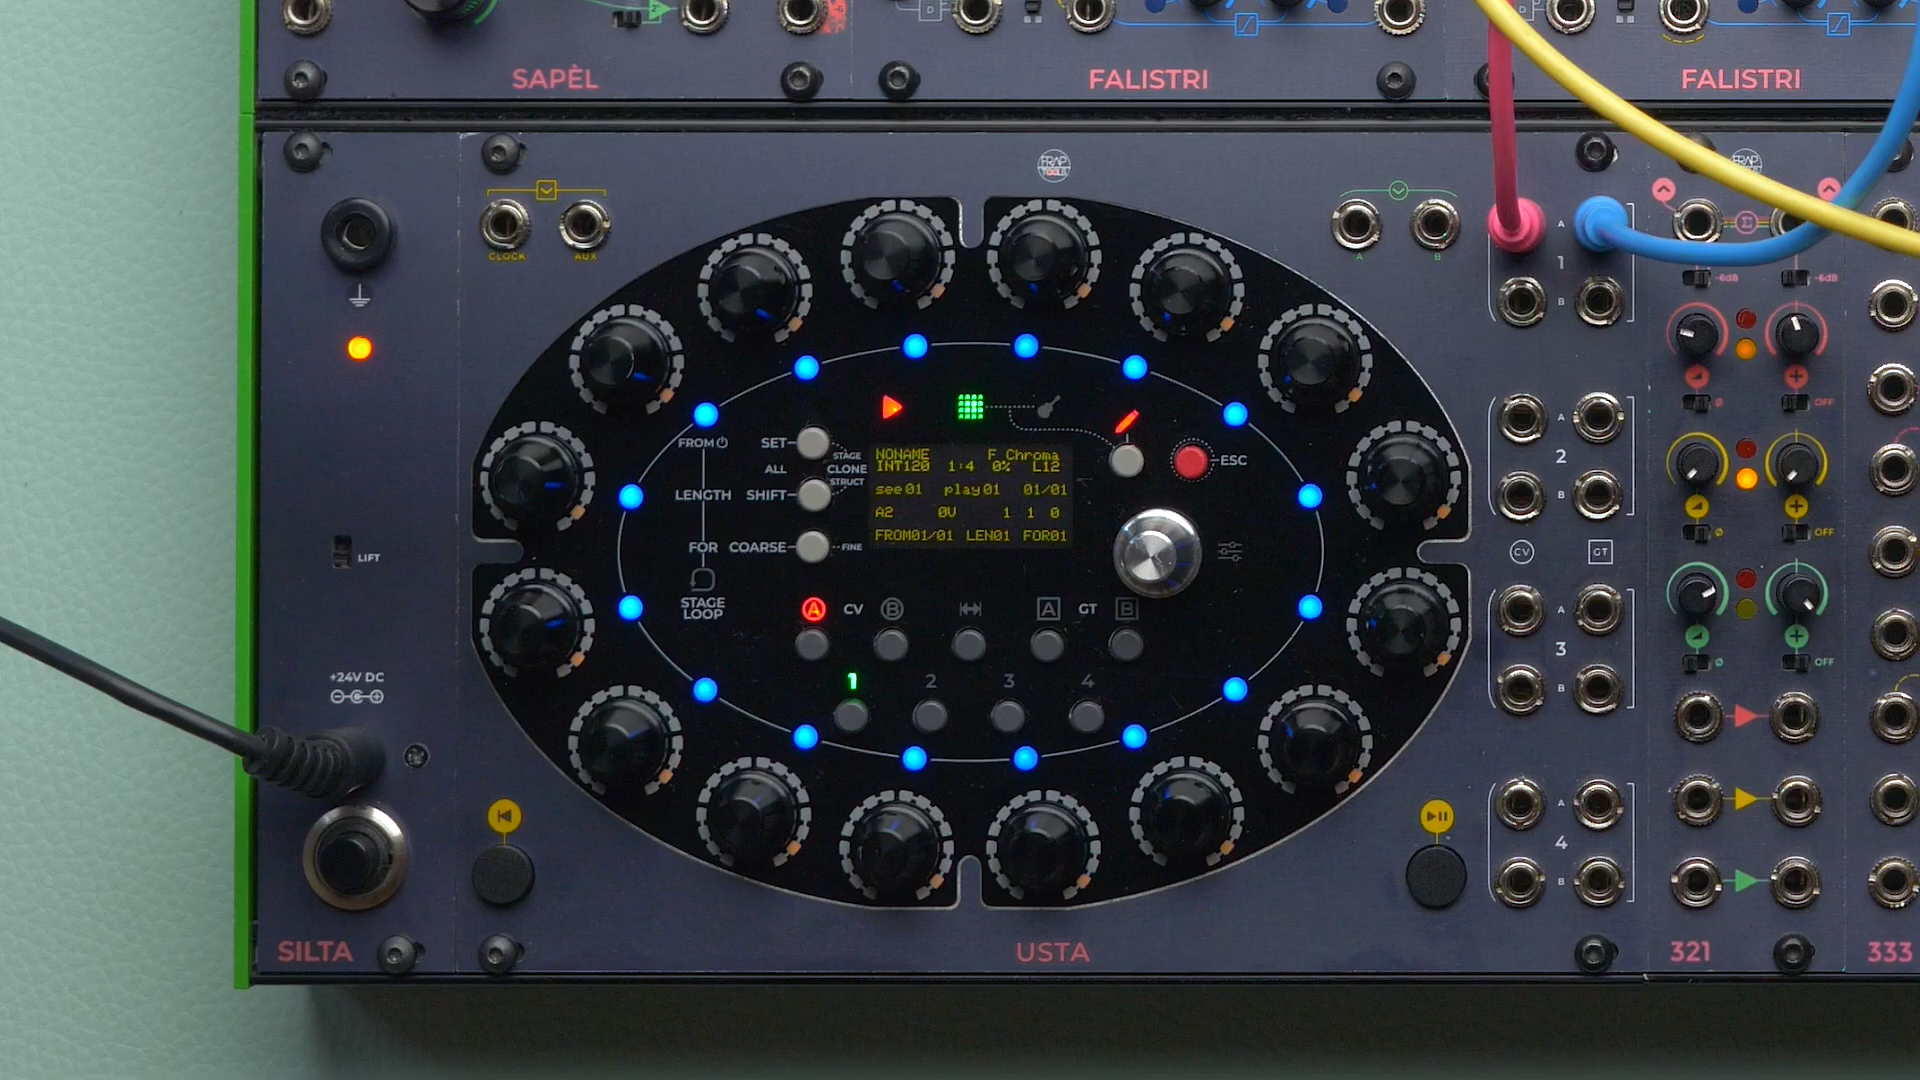 SAPÈL
FALISTRI
FALISTRI
FRAP TOOLS
CLOCK
AUX
A
B
A
1
B
-6dB
-6dB
OFF
FROM
SET
STAGE
ALL
CLONE
STRUCT
LENGTH
SHIFT
FOR
COARSE
FINE
STAGE
LOOP
ESC
NONAME F Chroma
INT120 1:4 0% L12
see01 play01 01/01
A2 0V 1 1 0
FROM01/01 LEN01 FOR01
A CV B
A GT B
1 2 3 4
A
2
B
CV
GT
A
3
B
A
4
B
OFF
OFF
LIFT
+24V DC
SILTA
USTA
321
333